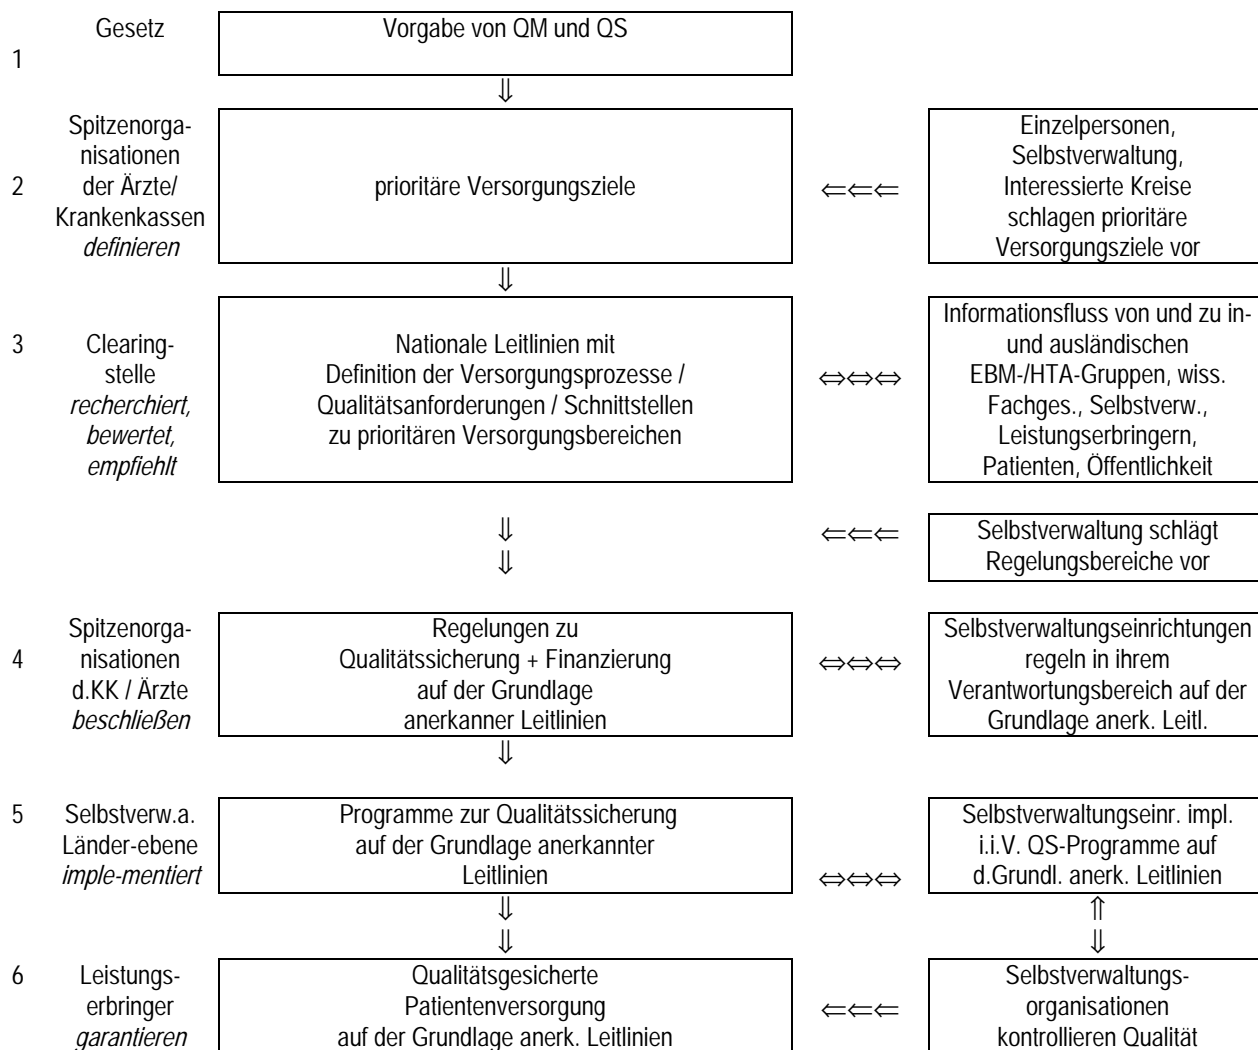 Gesetz
Vorgabe von QM und QS
1
⇓
Spitzenorga-
nisationen
2
der Ärzte/
Krankenkassen
definieren
prioritäre Versorgungsziele
⇐⇐⇐
Einzelpersonen,
Selbstverwaltung,
Interessierte Kreise
schlagen prioritäre
Versorgungsziele vor
⇓
3
Clearing-
stelle
recherchiert,
bewertet,
empfiehlt
Nationale Leitlinien mit
Definition der Versorgungsprozesse /
Qualitätsanforderungen / Schnittstellen
zu prioritären Versorgungsbereichen
⇔⇔⇔
Informationsfluss von und zu in-
und ausländischen
EBM-/HTA-Gruppen, wiss.
Fachges., Selbstverw.,
Leistungserbringern,
Patienten, Öffentlichkeit
⇓
⇓
⇐⇐⇐
Selbstverwaltung schlägt
Regelungsbereiche vor
4
Spitzenorga-
nisationen
d.KK / Ärzte
beschließen
Regelungen zu
Qualitätssicherung + Finanzierung
auf der Grundlage
anerkanner Leitlinien
⇔⇔⇔
Selbstverwaltungseinrichtungen
regeln in ihrem
Verantwortungsbereich auf der
Grundlage anerk. Leitl.
⇓
5
Selbstverw.a.
Länder-ebene
imple-mentiert
Programme zur Qualitätssicherung
auf der Grundlage anerkannter
Leitlinien
⇔⇔⇔
Selbstverwaltungseinr. impl.
i.i.V. QS-Programme auf
d.Grundl. anerk. Leitlinien
⇓
⇓
⇑
⇓
6
Leistungs-
erbringer
garantieren
Qualitätsgesicherte
Patientenversorgung
auf der Grundlage anerk. Leitlinien
⇐⇐⇐
Selbstverwaltungs-
organisationen
kontrollieren Qualität